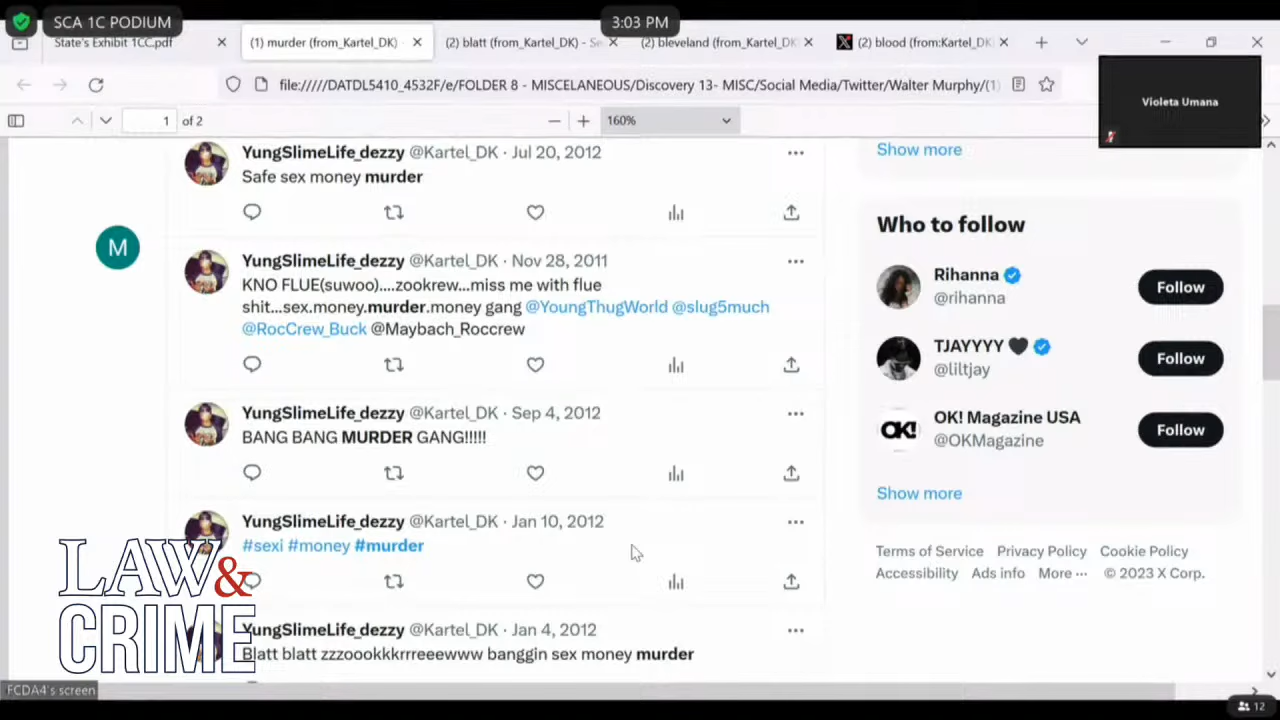 SCA 1C PODIUM
3:03 PM
State's Exhibit 1CC.pdf
(1) murder (from_Kartel_DK)
(2) blatt (from_Kartel_DK) - Se
(2) bleveland (from_Kartel_DK
(2) blood (from:Kartel_DK)
file://///DATDL5410_4532F/e/FOLDER 8 - MISCELLANEOUS/Discovery 13- MISC/Social Media/Twitter/Walter Murphy/(1)
Violeta Umana
1 of 2
160%
YungSlimeLife_dezzy @Kartel_DK · Jul 20, 2012
Safe sex money murder
M
YungSlimeLife_dezzy @Kartel_DK · Nov 28, 2011
KNO FLUE(suwoo)....zookrew...miss me with flue
shit...sex.money.murder.money gang @YoungThugWorld @slug5much
@RocCrew_Buck @Maybach_Roccrew
YungSlimeLife_dezzy @Kartel_DK · Sep 4, 2012
BANG BANG MURDER GANG!!!!!
YungSlimeLife_dezzy @Kartel_DK · Jan 10, 2012
#sexi #money #murder
YungSlimeLife_dezzy @Kartel_DK · Jan 4, 2012
Blatt blatt zzzoookkkrrreeewww banggin sex money murder
Show more
Who to follow
Rihanna
@rihanna
Follow
TJAYYYY 🖤
@liltjay
Follow
OK!
OK! Magazine USA
@OKMagazine
Follow
Show more
Terms of Service Privacy Policy Cookie Policy
Accessibility Ads info More ··· © 2023 X Corp.
LAW&
CRIME
FCDA4's screen
12